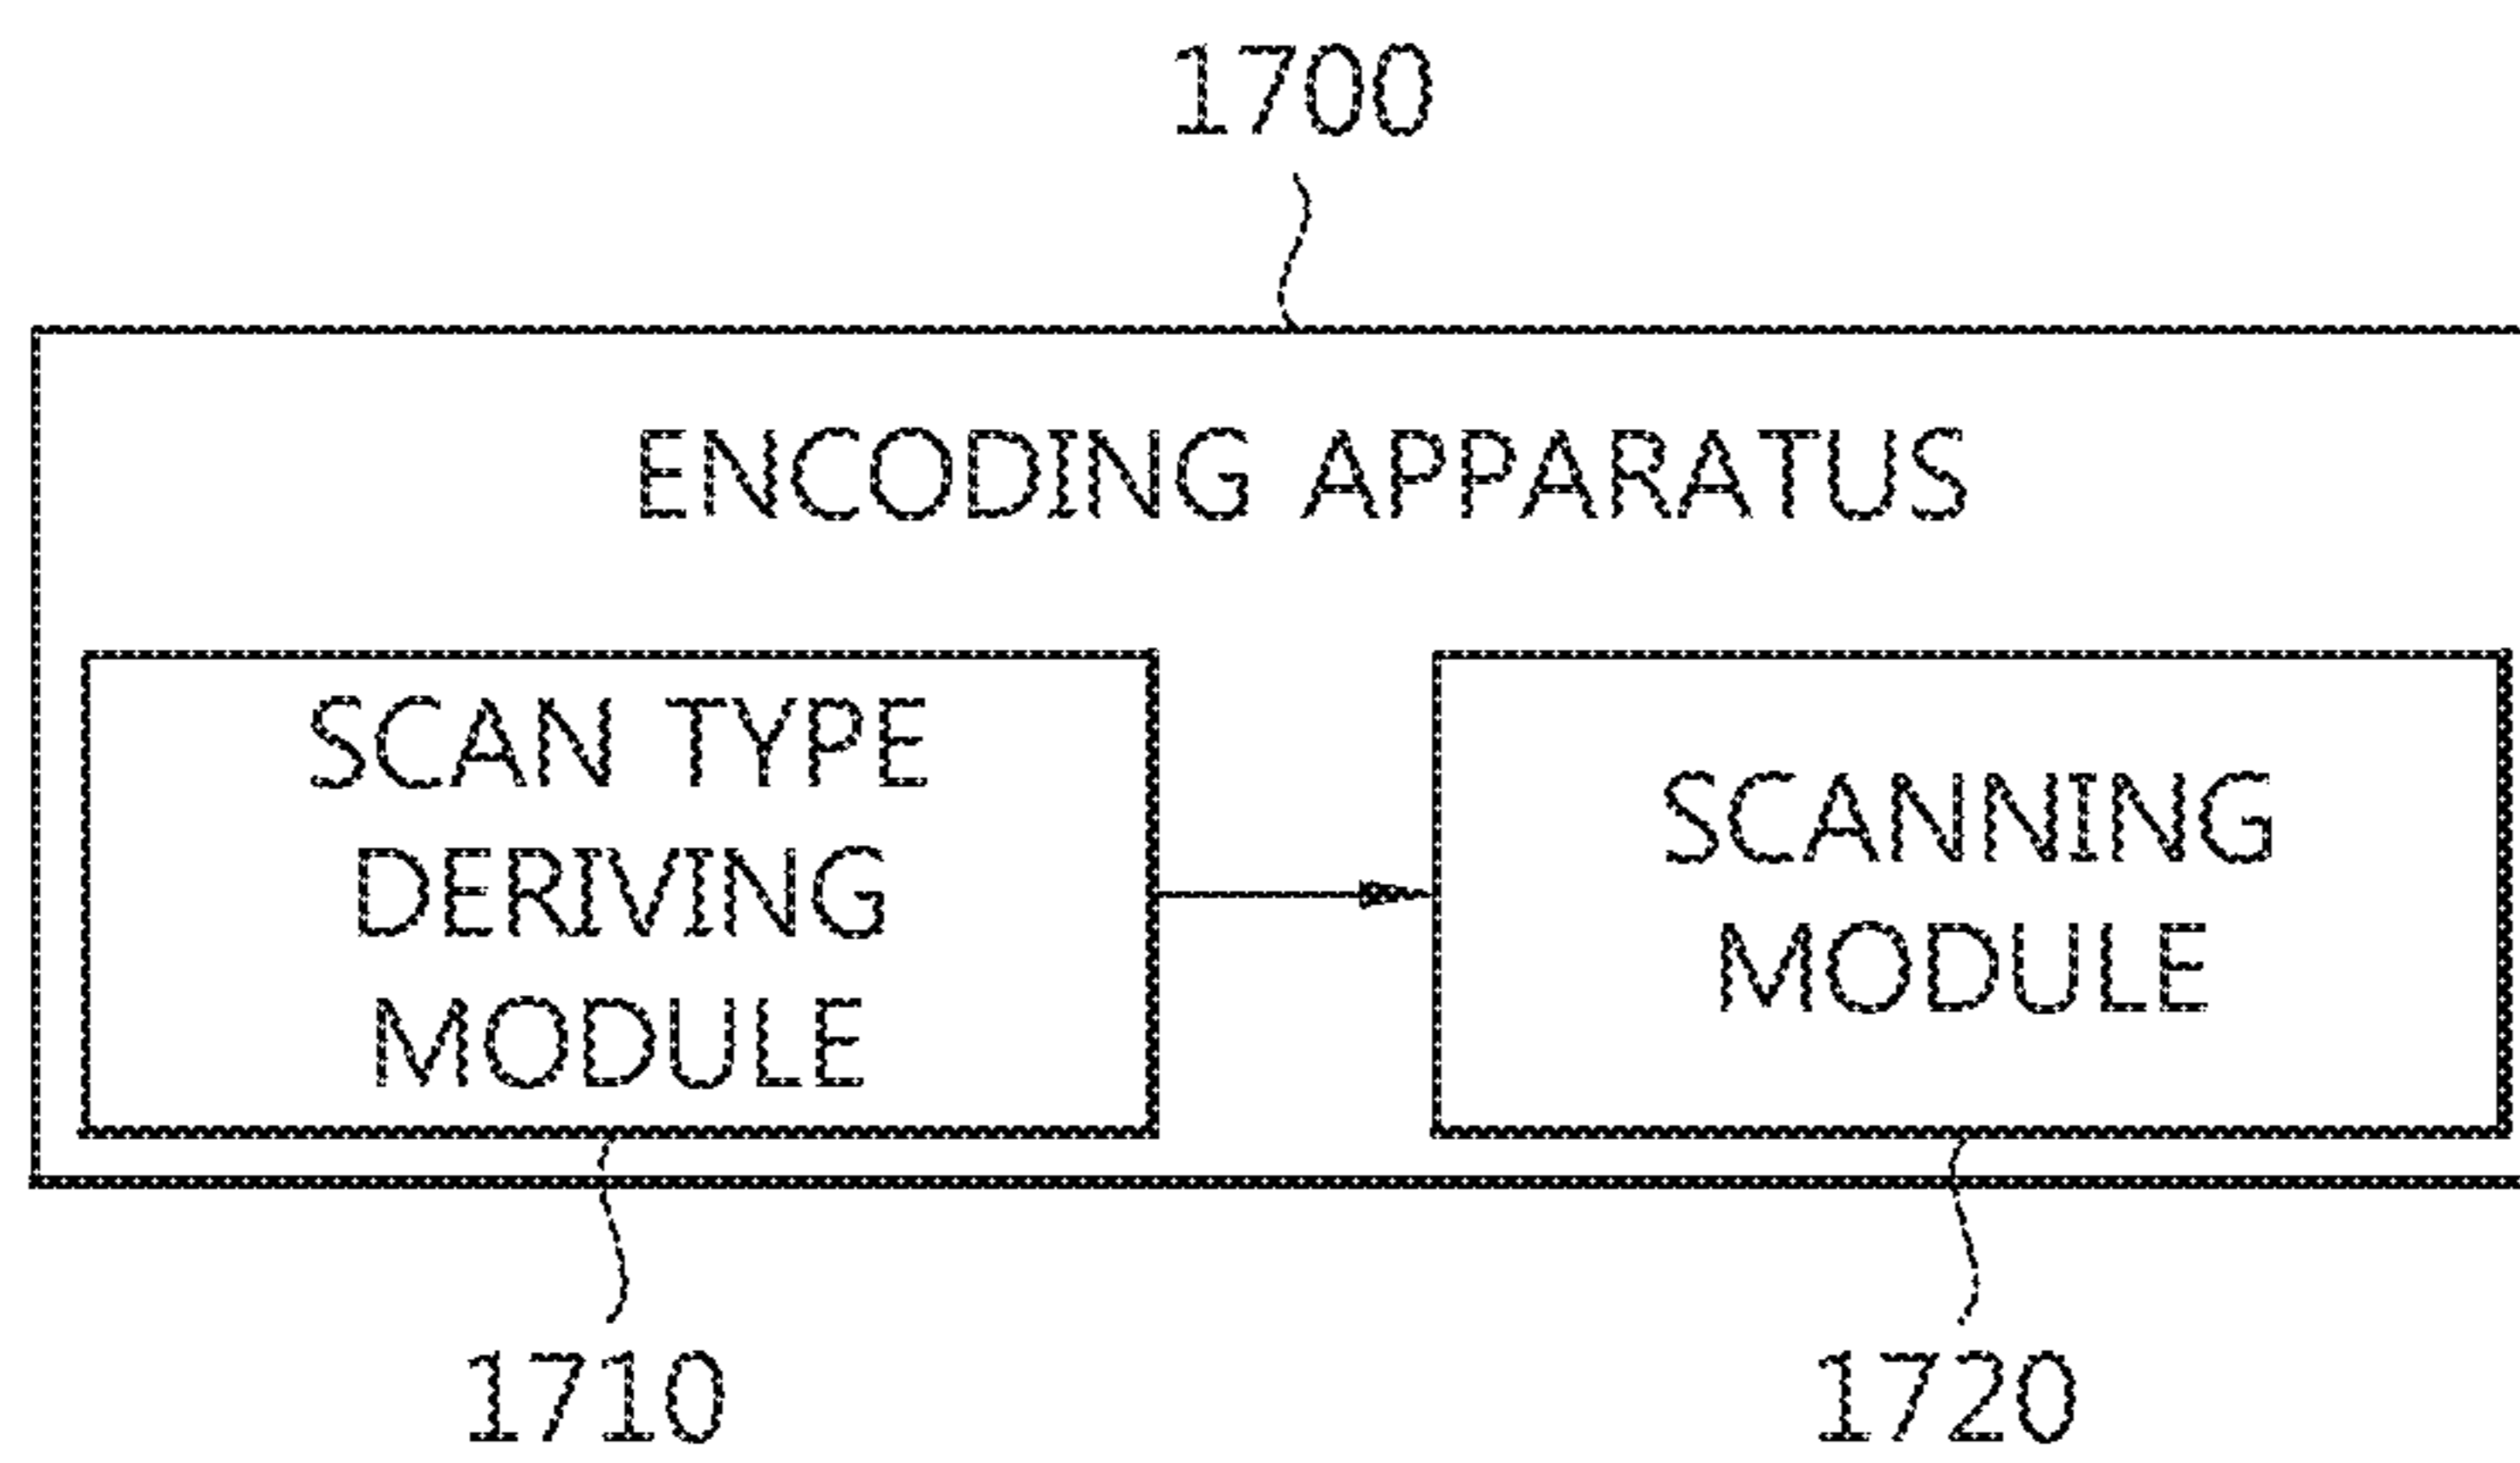 1700
ENCODING APPARATUS
SCAN TYPE
DERIVING
MODULE
SCANNING
MODULE
1710
1720